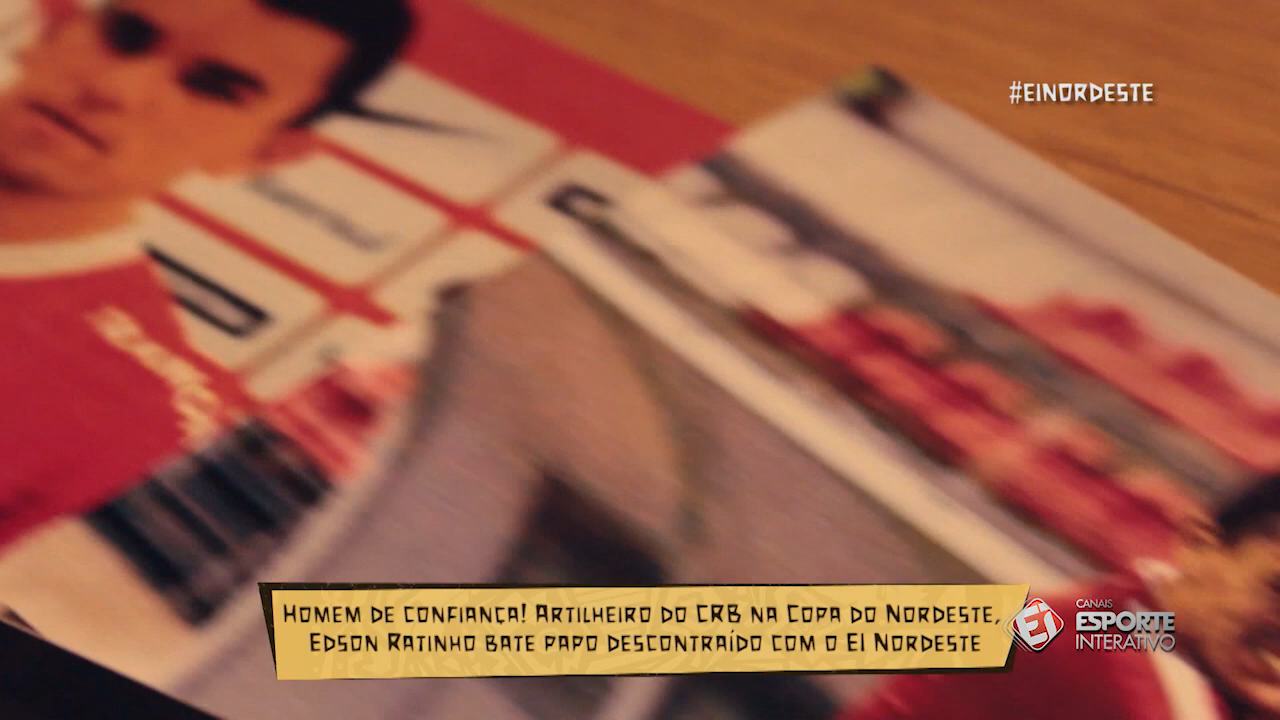 #EINORDESTE
HOMEM DE CONFIANÇA! ARTILHEIRO DO CRB NA COPA DO NORDESTE,
EDSON RATINHO BATE PAPO DESCONTRAÍDO COM O EI NORDESTE
EI
CANAIS
ESPORTE
INTERATIVO